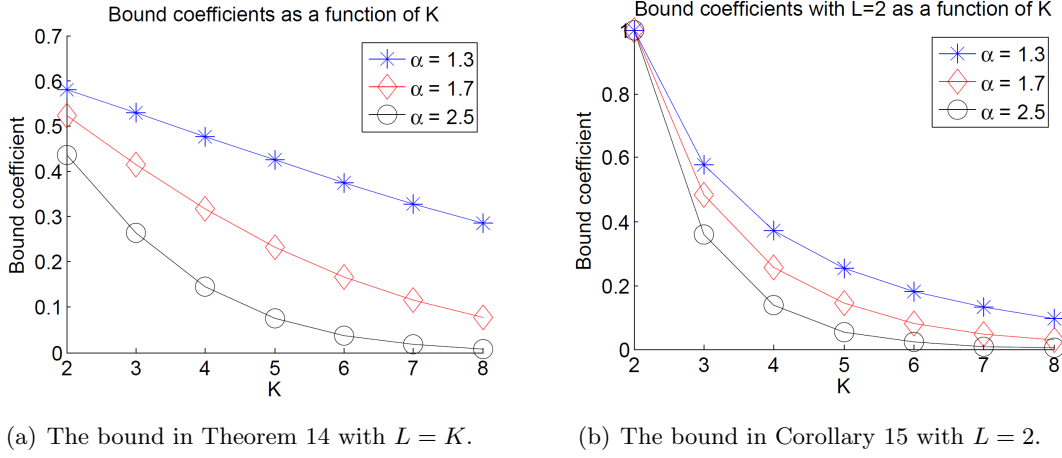 Bound coefficients as a function of K
0.7
0.6
0.5
0.4
0.3
0.2
0.1
0
Bound coefficient
2 3 4 5 6 7 8
K
α = 1.3
α = 1.7
α = 2.5
(a) The bound in Theorem 14 with L = K.
Bound coefficients with L=2 as a function of K
1
0.8
0.6
0.4
0.2
0
Bound coefficient
2 3 4 5 6 7 8
K
α = 1.3
α = 1.7
α = 2.5
(b) The bound in Corollary 15 with L = 2.